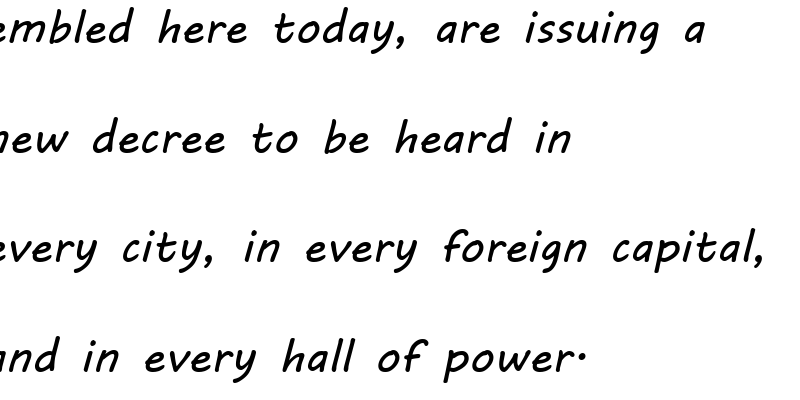 embled here today, are issuing a
new decree to be heard in
every city, in every foreign capital,
and in every hall of power·